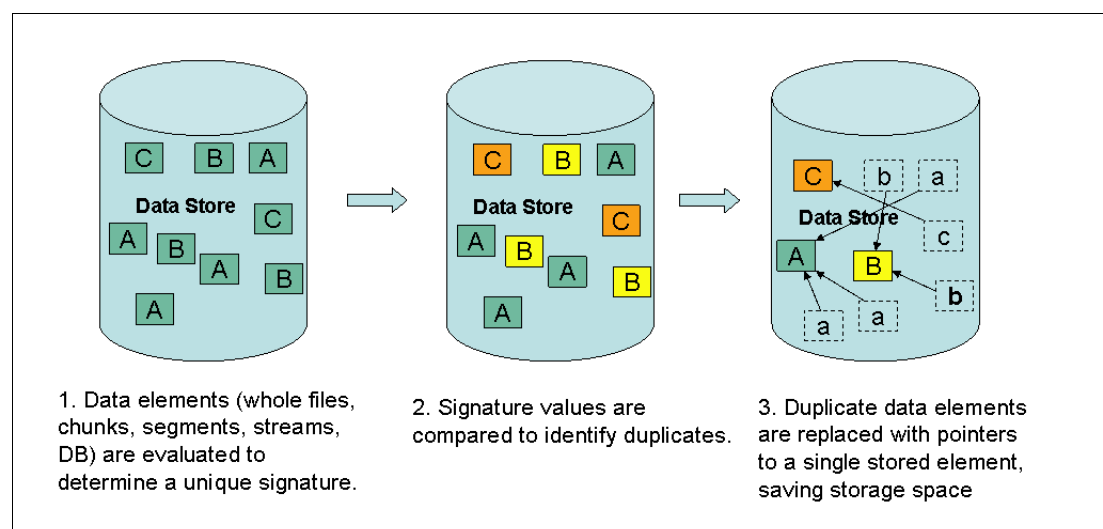 C B A
Data Store
C
A
B
A
B
A
C B A
Data Store
C
A
B
A
B
A
C b a
Data Store
c
A
B
b
a
a
1. Data elements (whole files,
chunks, segments, streams,
DB) are evaluated to
determine a unique signature.
2. Signature values are
compared to identify duplicates.
3. Duplicate data elements
are replaced with pointers
to a single stored element,
saving storage space